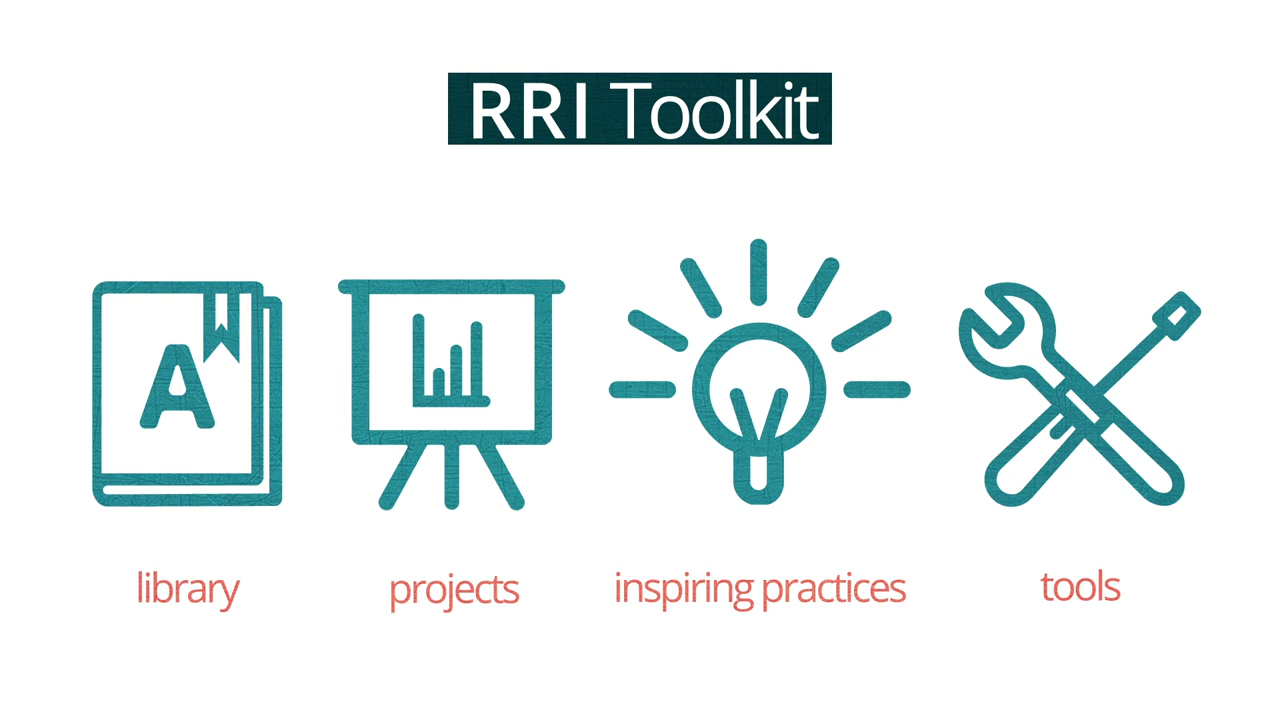 RRI Toolkit
A
library
projects
inspiring practices
tools